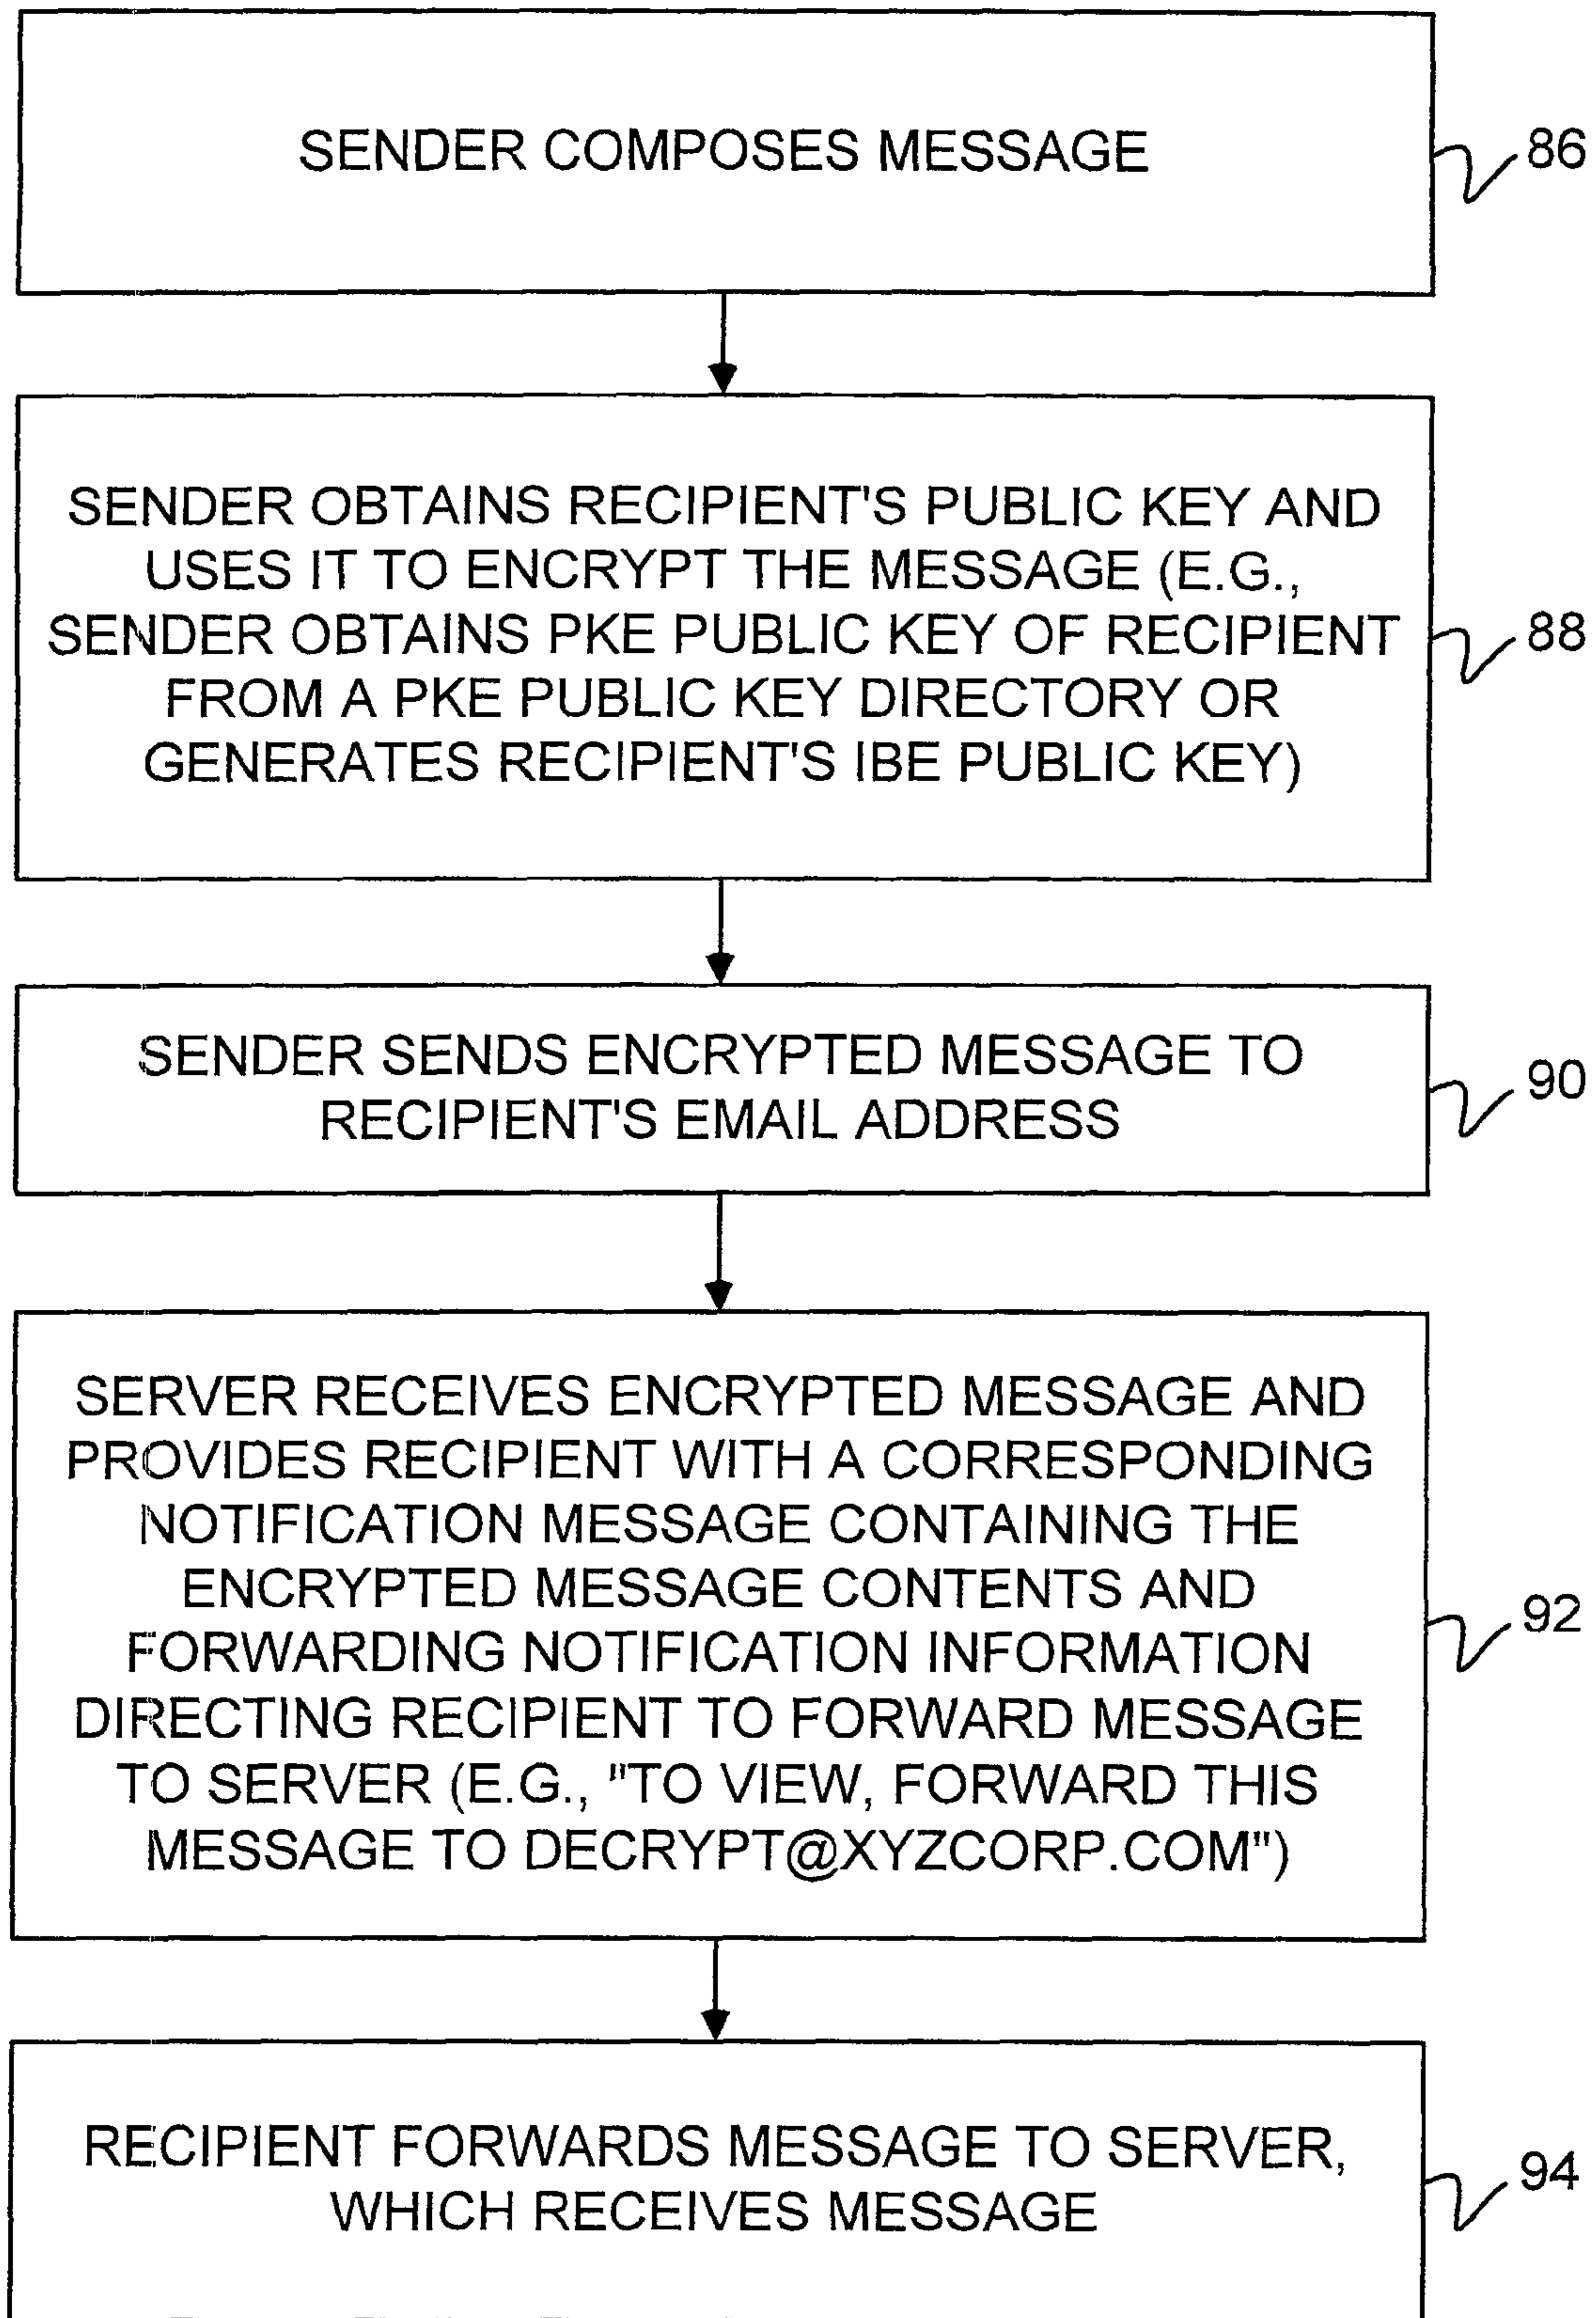 SENDER COMPOSES MESSAGE
86
SENDER OBTAINS RECIPIENT'S PUBLIC KEY AND
USES IT TO ENCRYPT THE MESSAGE (E.G.,
SENDER OBTAINS PKE PUBLIC KEY OF RECIPIENT
FROM A PKE PUBLIC KEY DIRECTORY OR
GENERATES RECIPIENT'S IBE PUBLIC KEY)
88
SENDER SENDS ENCRYPTED MESSAGE TO
RECIPIENT'S EMAIL ADDRESS
90
SERVER RECEIVES ENCRYPTED MESSAGE AND
PROVIDES RECIPIENT WITH A CORRESPONDING
NOTIFICATION MESSAGE CONTAINING THE
ENCRYPTED MESSAGE CONTENTS AND
FORWARDING NOTIFICATION INFORMATION
DIRECTING RECIPIENT TO FORWARD MESSAGE
TO SERVER (E.G., "TO VIEW, FORWARD THIS
MESSAGE TO DECRYPT@XYZCORP.COM")
92
RECIPIENT FORWARDS MESSAGE TO SERVER,
WHICH RECEIVES MESSAGE
94